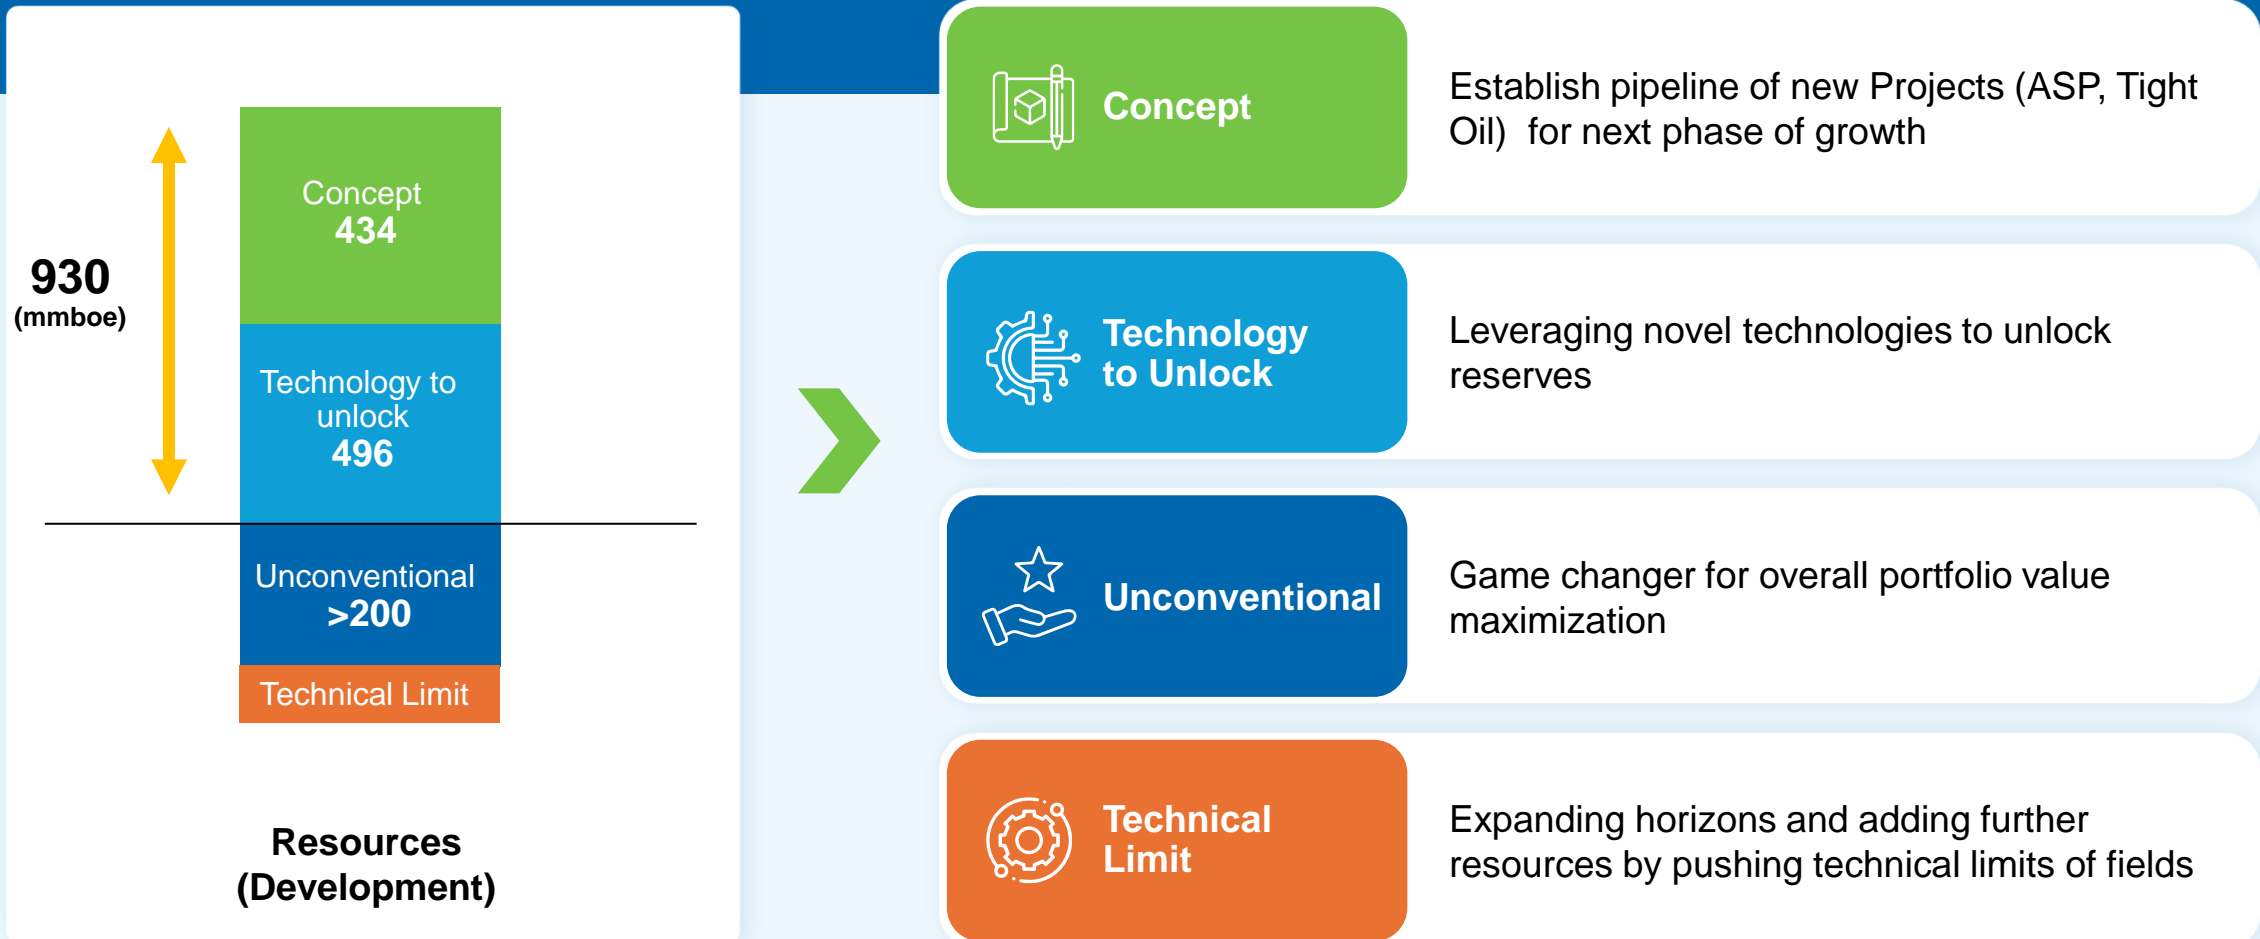 930
(mmboe)
Concept
434
Technology to
unlock
496
Unconventional
>200
Technical Limit
Resources
(Development)
Concept
Establish pipeline of new Projects (ASP, Tight
Oil)  for next phase of growth
Technology
to Unlock
Leveraging novel technologies to unlock
reserves
Unconventional
Game changer for overall portfolio value
maximization
Technical
Limit
Expanding horizons and adding further
resources by pushing technical limits of fields